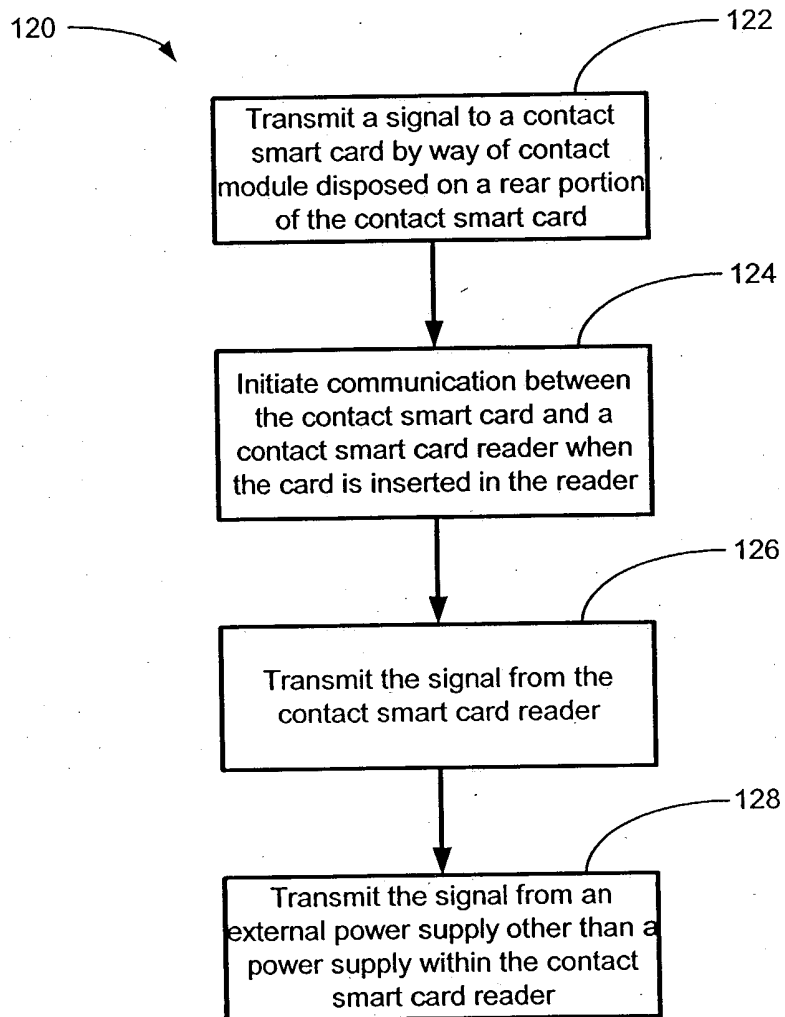 120
122
Transmit a signal to a contact
smart card by way of contact
module disposed on a rear portion
of the contact smart card
124
Initiate communication between
the contact smart card and a
contact smart card reader when
the card is inserted in the reader
126
Transmit the signal from the
contact smart card reader
128
Transmit the signal from an
external power supply other than a
power supply within the contact
smart card reader